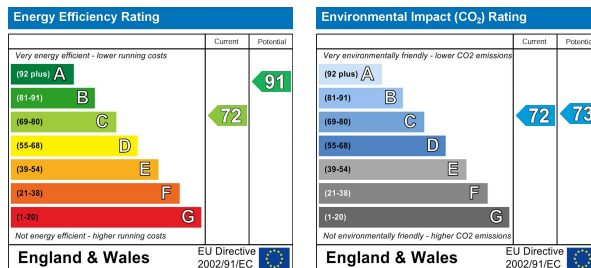 Energy Efficiency Rating
Current Potential
Very energy efficient - lower running costs
(92 plus) A
(81-91) B
(69-80) C
(55-68) D
(39-54) E
(21-38) F
(1-20) G
72
91
Not energy efficient - higher running costs
England & Wales
EU Directive
2002/91/EC
Environmental Impact (CO₂) Rating
Current Potentia
Very environmentally friendly - lower CO2 emissions
(92 plus) A
(81-91) B
(69-80) C
(55-68) D
(39-54) E
(21-38) F
(1-20) G
72
73
Not environmentally friendly - higher CO2 emissions
England & Wales
EU Directive
2002/91/EC